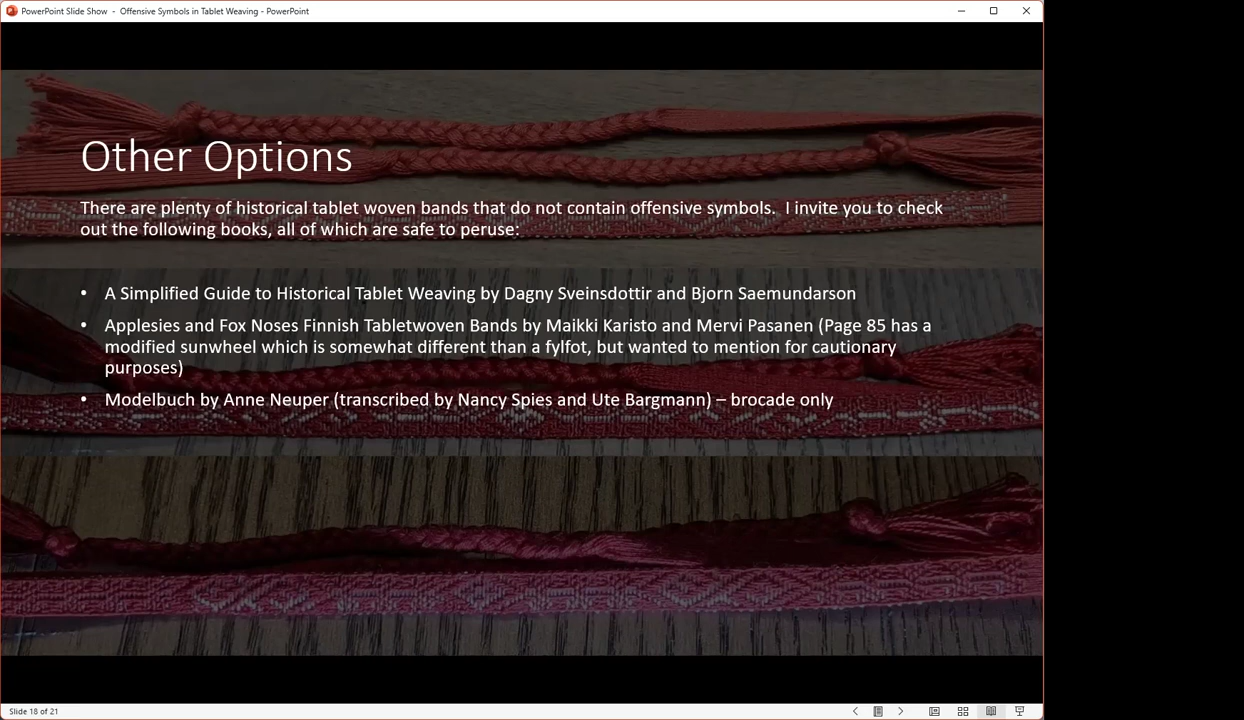 PowerPoint Slide Show - Offensive Symbols in Tablet Weaving - PowerPoint
Other Options
There are plenty of historical tablet woven bands that do not contain offensive symbols. I invite you to check
out the following books, all of which are safe to peruse:
• A Simplified Guide to Historical Tablet Weaving by Dagny Sveinsdottir and Bjorn Saemundarson
• Applesies and Fox Noses Finnish Tabletwoven Bands by Maikki Karisto and Mervi Pasanen (Page 85 has a
modified sunwheel which is somewhat different than a fylfot, but wanted to mention for cautionary
purposes)
• Modelbuch by Anne Neuper (transcribed by Nancy Spies and Ute Bargmann) – brocade only
Slide 18 of 21